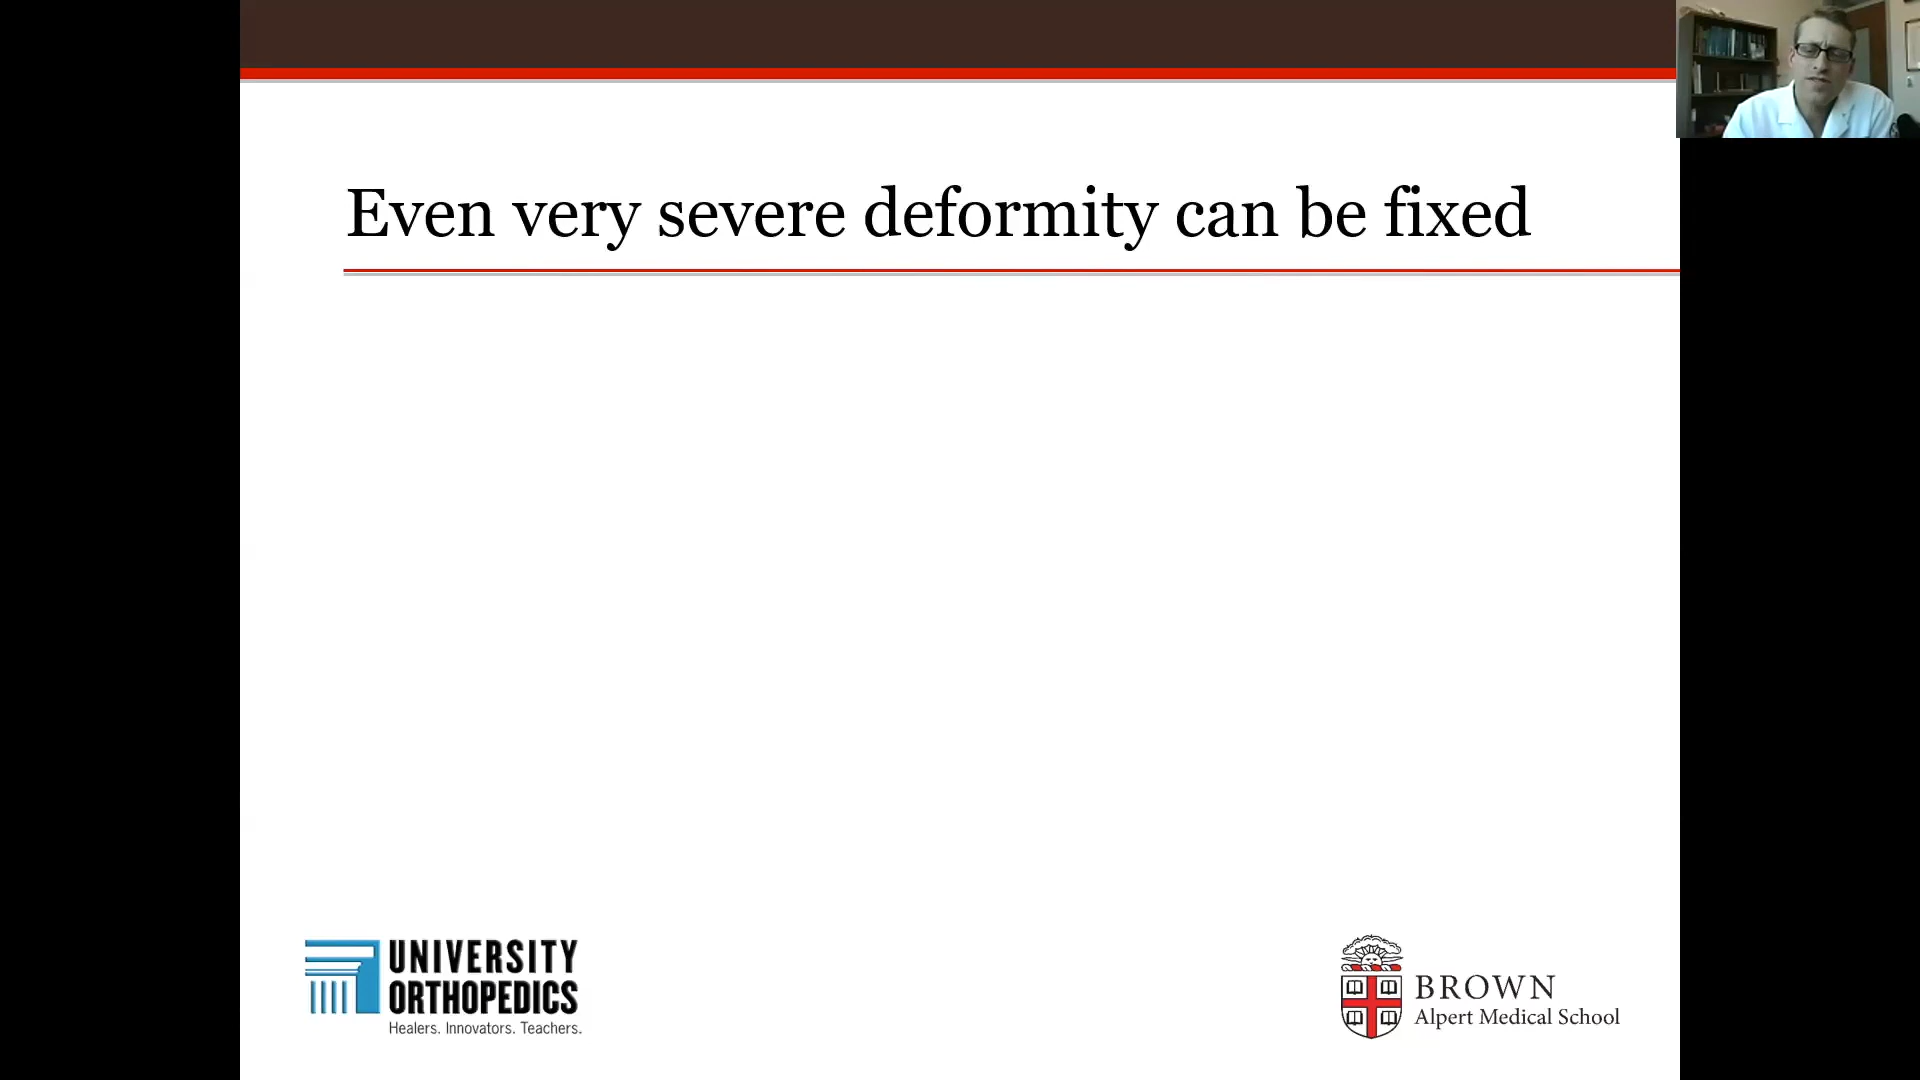 Even very severe deformity can be fixed
UNIVERSITY
ORTHOPEDICS
Healers. Innovators. Teachers.
BROWN
Alpert Medical School